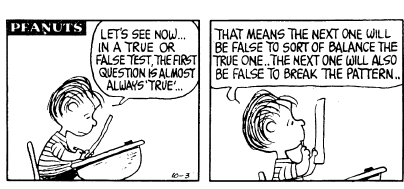 PEANUTS
LET'S SEE NOW...
IN A TRUE OR
FALSE TEST, THE FIRST
QUESTION IS ALMOST
ALWAYS 'TRUE'...
10-3
THAT MEANS THE NEXT ONE WILL
BE FALSE TO SORT OF BALANCE THE
TRUE ONE.. THE NEXT ONE WILL ALSO
BE FALSE TO BREAK THE PATTERN..